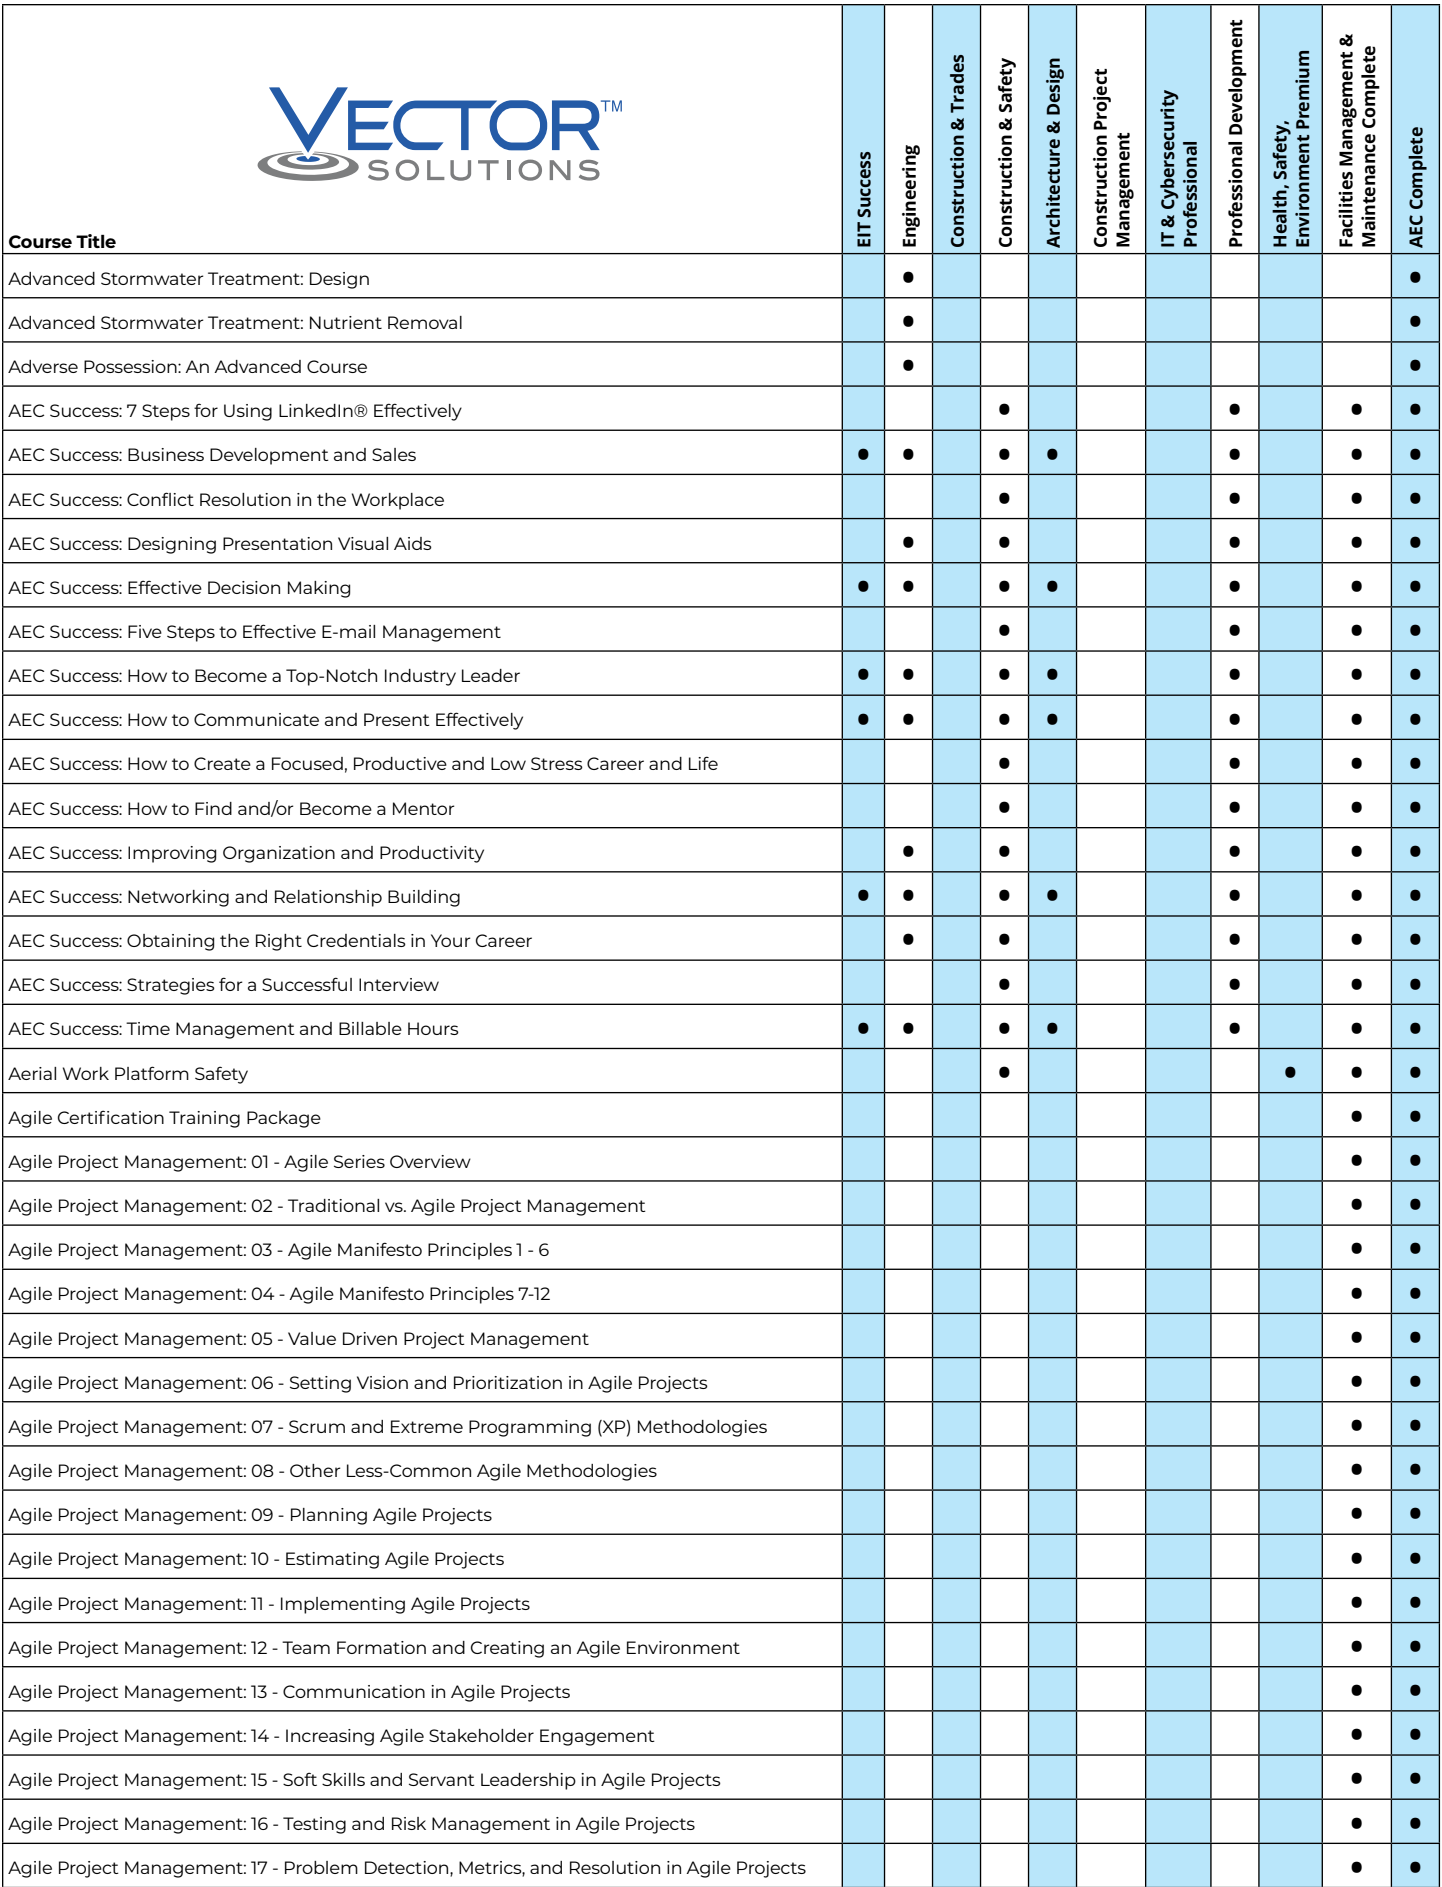 VECTOR™
SOLUTIONS
Course Title
EIT Success
Engineering
Construction & Trades
Construction & Safety
Architecture & Design
Construction Project
Management
IT & Cybersecurity
Professional
Professional Development
Health, Safety,
Environment Premium
Facilities Management &
Maintenance Complete
AEC Complete
Advanced Stormwater Treatment: Design • •
Advanced Stormwater Treatment: Nutrient Removal • •
Adverse Possession: An Advanced Course • •
AEC Success: 7 Steps for Using LinkedIn® Effectively • • • •
AEC Success: Business Development and Sales • • • • • • •
AEC Success: Conflict Resolution in the Workplace • • • •
AEC Success: Designing Presentation Visual Aids • • • • •
AEC Success: Effective Decision Making • • • • • • •
AEC Success: Five Steps to Effective E-mail Management • • • •
AEC Success: How to Become a Top-Notch Industry Leader • • • • • • •
AEC Success: How to Communicate and Present Effectively • • • • • • •
AEC Success: How to Create a Focused, Productive and Low Stress Career and Life • • • •
AEC Success: How to Find and/or Become a Mentor • • • •
AEC Success: Improving Organization and Productivity • • • • •
AEC Success: Networking and Relationship Building • • • • • • •
AEC Success: Obtaining the Right Credentials in Your Career • • • • •
AEC Success: Strategies for a Successful Interview • • • •
AEC Success: Time Management and Billable Hours • • • • • • •
Aerial Work Platform Safety • • • •
Agile Certification Training Package • •
Agile Project Management: 01 - Agile Series Overview • •
Agile Project Management: 02 - Traditional vs. Agile Project Management • •
Agile Project Management: 03 - Agile Manifesto Principles 1 - 6 • •
Agile Project Management: 04 - Agile Manifesto Principles 7-12 • •
Agile Project Management: 05 - Value Driven Project Management • •
Agile Project Management: 06 - Setting Vision and Prioritization in Agile Projects • •
Agile Project Management: 07 - Scrum and Extreme Programming (XP) Methodologies • •
Agile Project Management: 08 - Other Less-Common Agile Methodologies • •
Agile Project Management: 09 - Planning Agile Projects • •
Agile Project Management: 10 - Estimating Agile Projects • •
Agile Project Management: 11 - Implementing Agile Projects • •
Agile Project Management: 12 - Team Formation and Creating an Agile Environment • •
Agile Project Management: 13 - Communication in Agile Projects • •
Agile Project Management: 14 - Increasing Agile Stakeholder Engagement • •
Agile Project Management: 15 - Soft Skills and Servant Leadership in Agile Projects • •
Agile Project Management: 16 - Testing and Risk Management in Agile Projects • •
Agile Project Management: 17 - Problem Detection, Metrics, and Resolution in Agile Projects • •